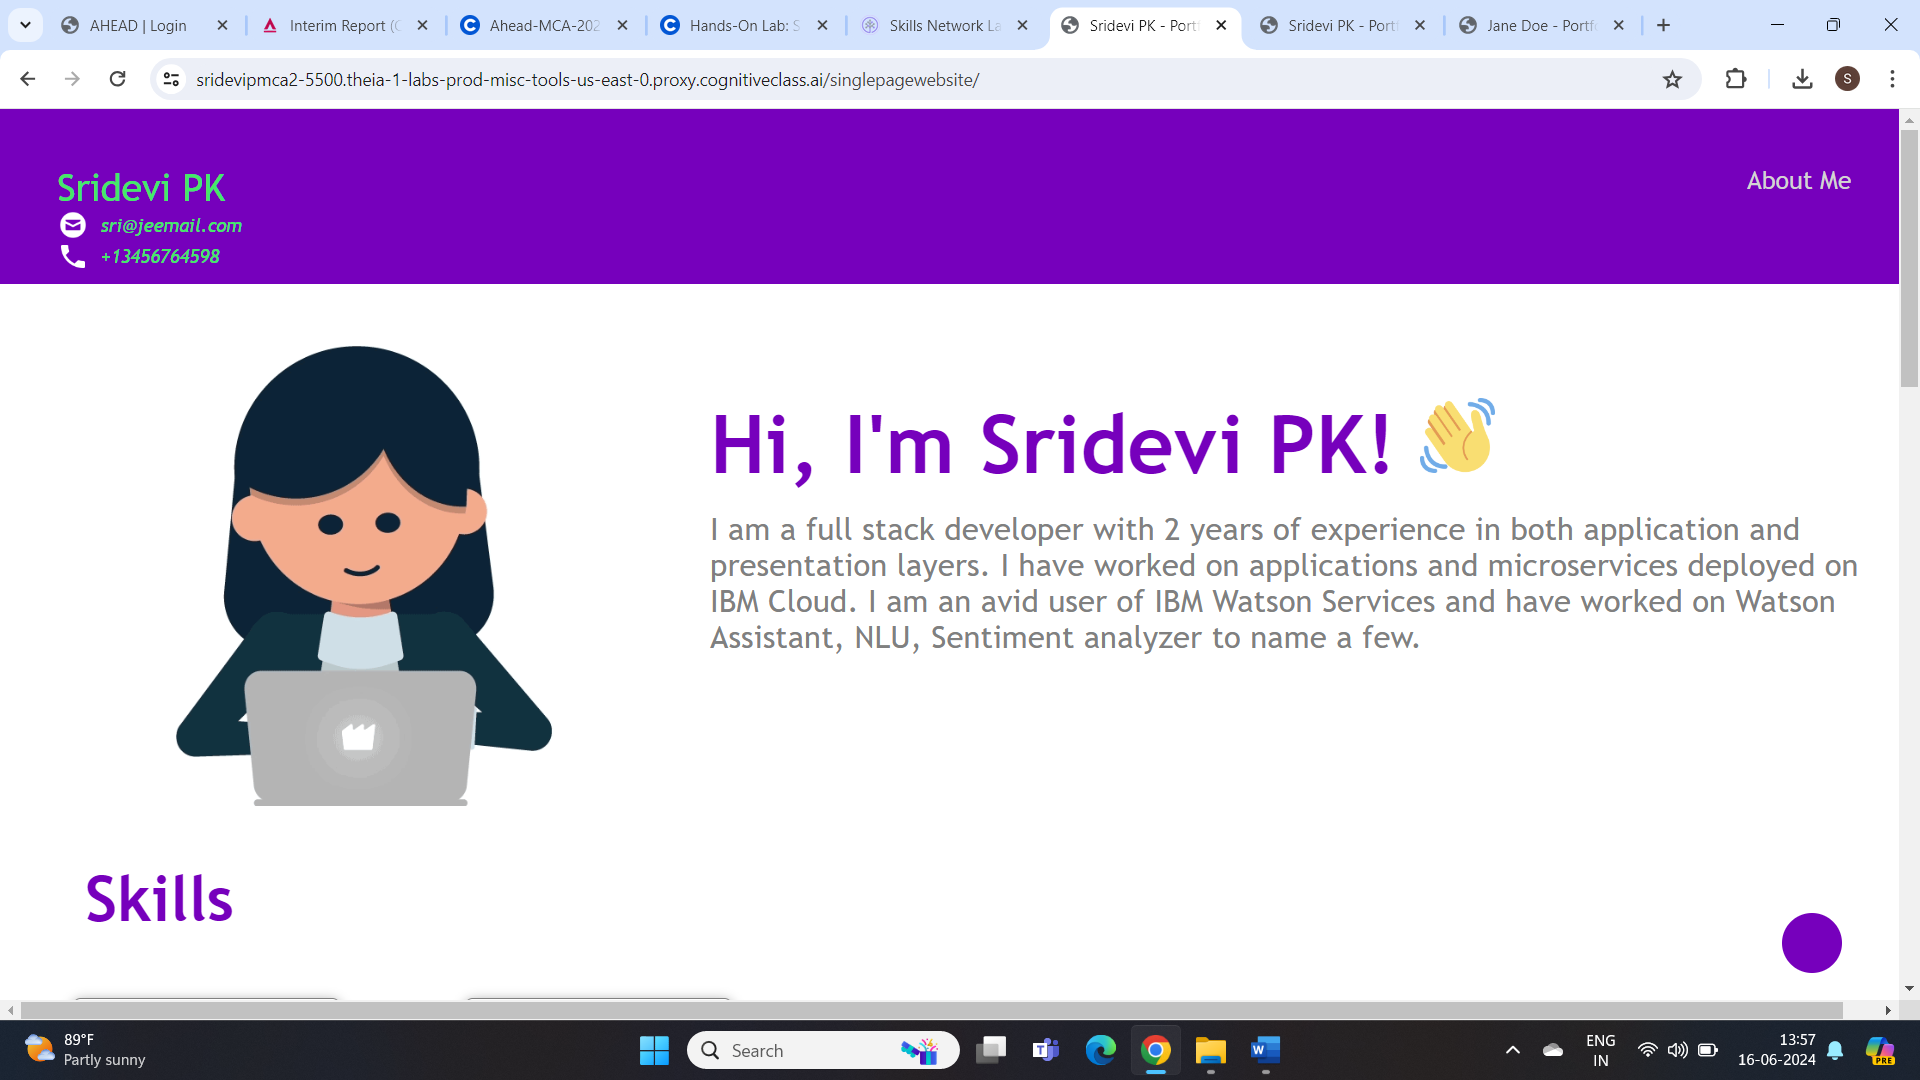 AHEAD | Login
Interim Report (C
Ahead-MCA-202
Hands-On Lab: S
Skills Network La
Sridevi PK - Port
Sridevi PK - Port
Jane Doe - Portf
sridevipmca2-5500.theia-1-labs-prod-misc-tools-us-east-0.proxy.cognitiveclass.ai/singlepagewebsite/
S
Sridevi PK
sri@jeemail.com
+13456764598
About Me
Hi, I'm Sridevi PK!
I am a full stack developer with 2 years of experience in both application and
presentation layers. I have worked on applications and microservices deployed on
IBM Cloud. I am an avid user of IBM Watson Services and have worked on Watson
Assistant, NLU, Sentiment analyzer to name a few.
Skills
89°F
Partly sunny
Search
ENG
IN
13:57
16-06-2024
PRE